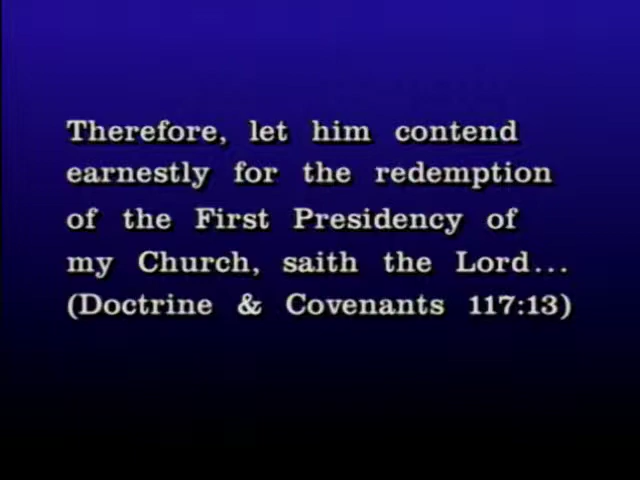 Therefore, let him contend
earnestly for the redemption
of the First Presidency of
my Church, saith the Lord...
(Doctrine & Covenants 117:13)